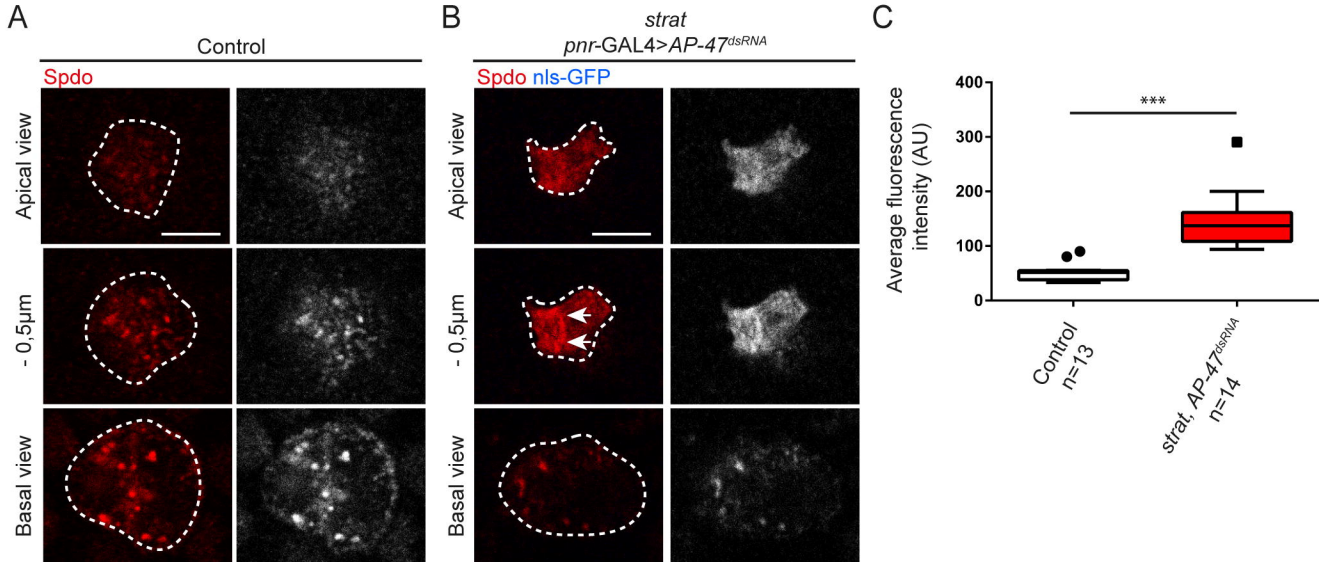 A
Control
Spdo
Apical view
- 0,5µm
Basal view
B
strat
pnr-GAL4>AP-47dsRNA
Spdo nls-GFP
Apical view
- 0,5µm
Basal view
C
Average fluorescence
intensity (AU)
400
300
200
100
0
***
Control
n=13
strat, AP-47dsRNA
n=14